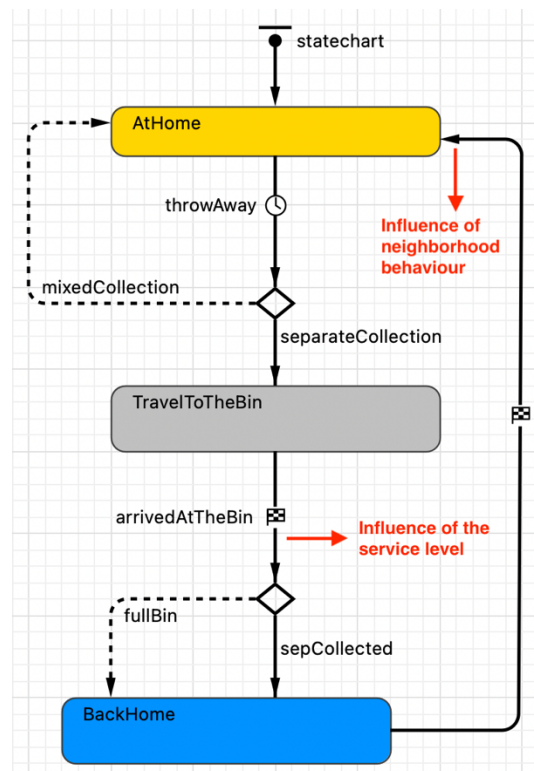 statechart
AtHome
throwAway
Influence of
neighborhood
behaviour
mixedCollection
separateCollection
TravelToTheBin
arrivedAtTheBin
Influence of the
service level
fullBin
sepCollected
BackHome